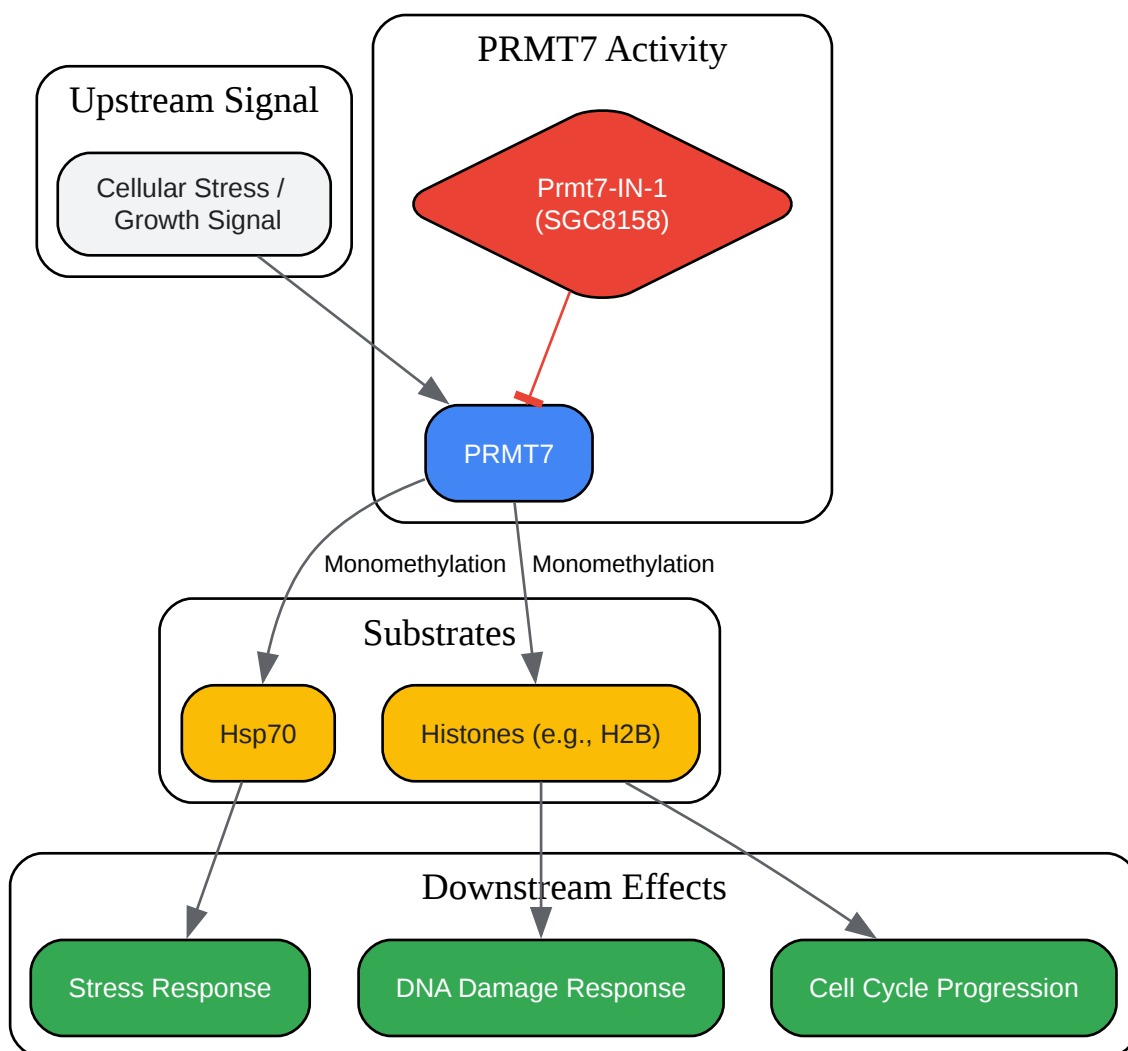 PRMT7 Activity
Upstream Signal
Cellular Stress /
Growth Signal
Prmt7-IN-1
(SGC8158)
PRMT7
Monomethylation
Monomethylation
Substrates
Hsp70
Histones (e.g., H2B)
Downstream Effects
Stress Response
DNA Damage Response
Cell Cycle Progression